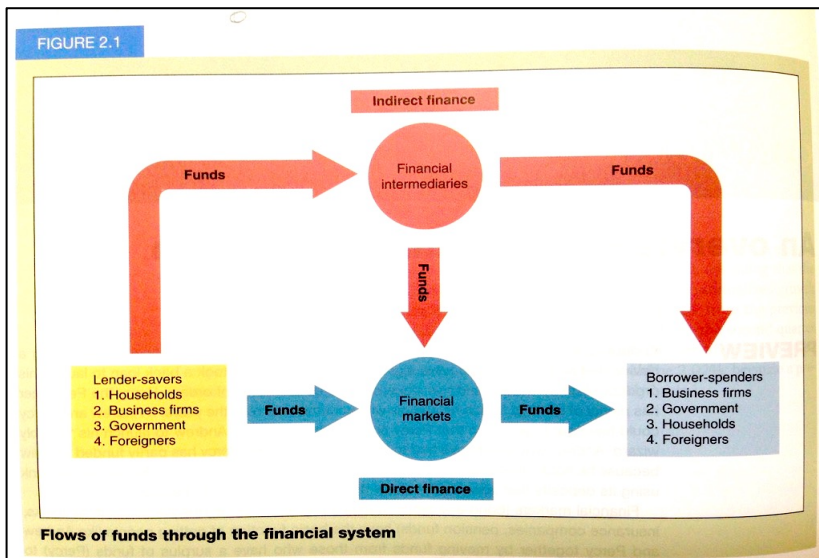 FIGURE 2.1
Indirect finance
Funds
Financial
intermediaries
Funds
Funds
PREVIEW
Lender-savers
1. Households
2. Business firms
3. Government
4. Foreigners
Funds
Financial
markets
Funds
Borrower-spenders
1. Business firms
2. Government
3. Households
4. Foreigners
Direct finance
Flows of funds through the financial system